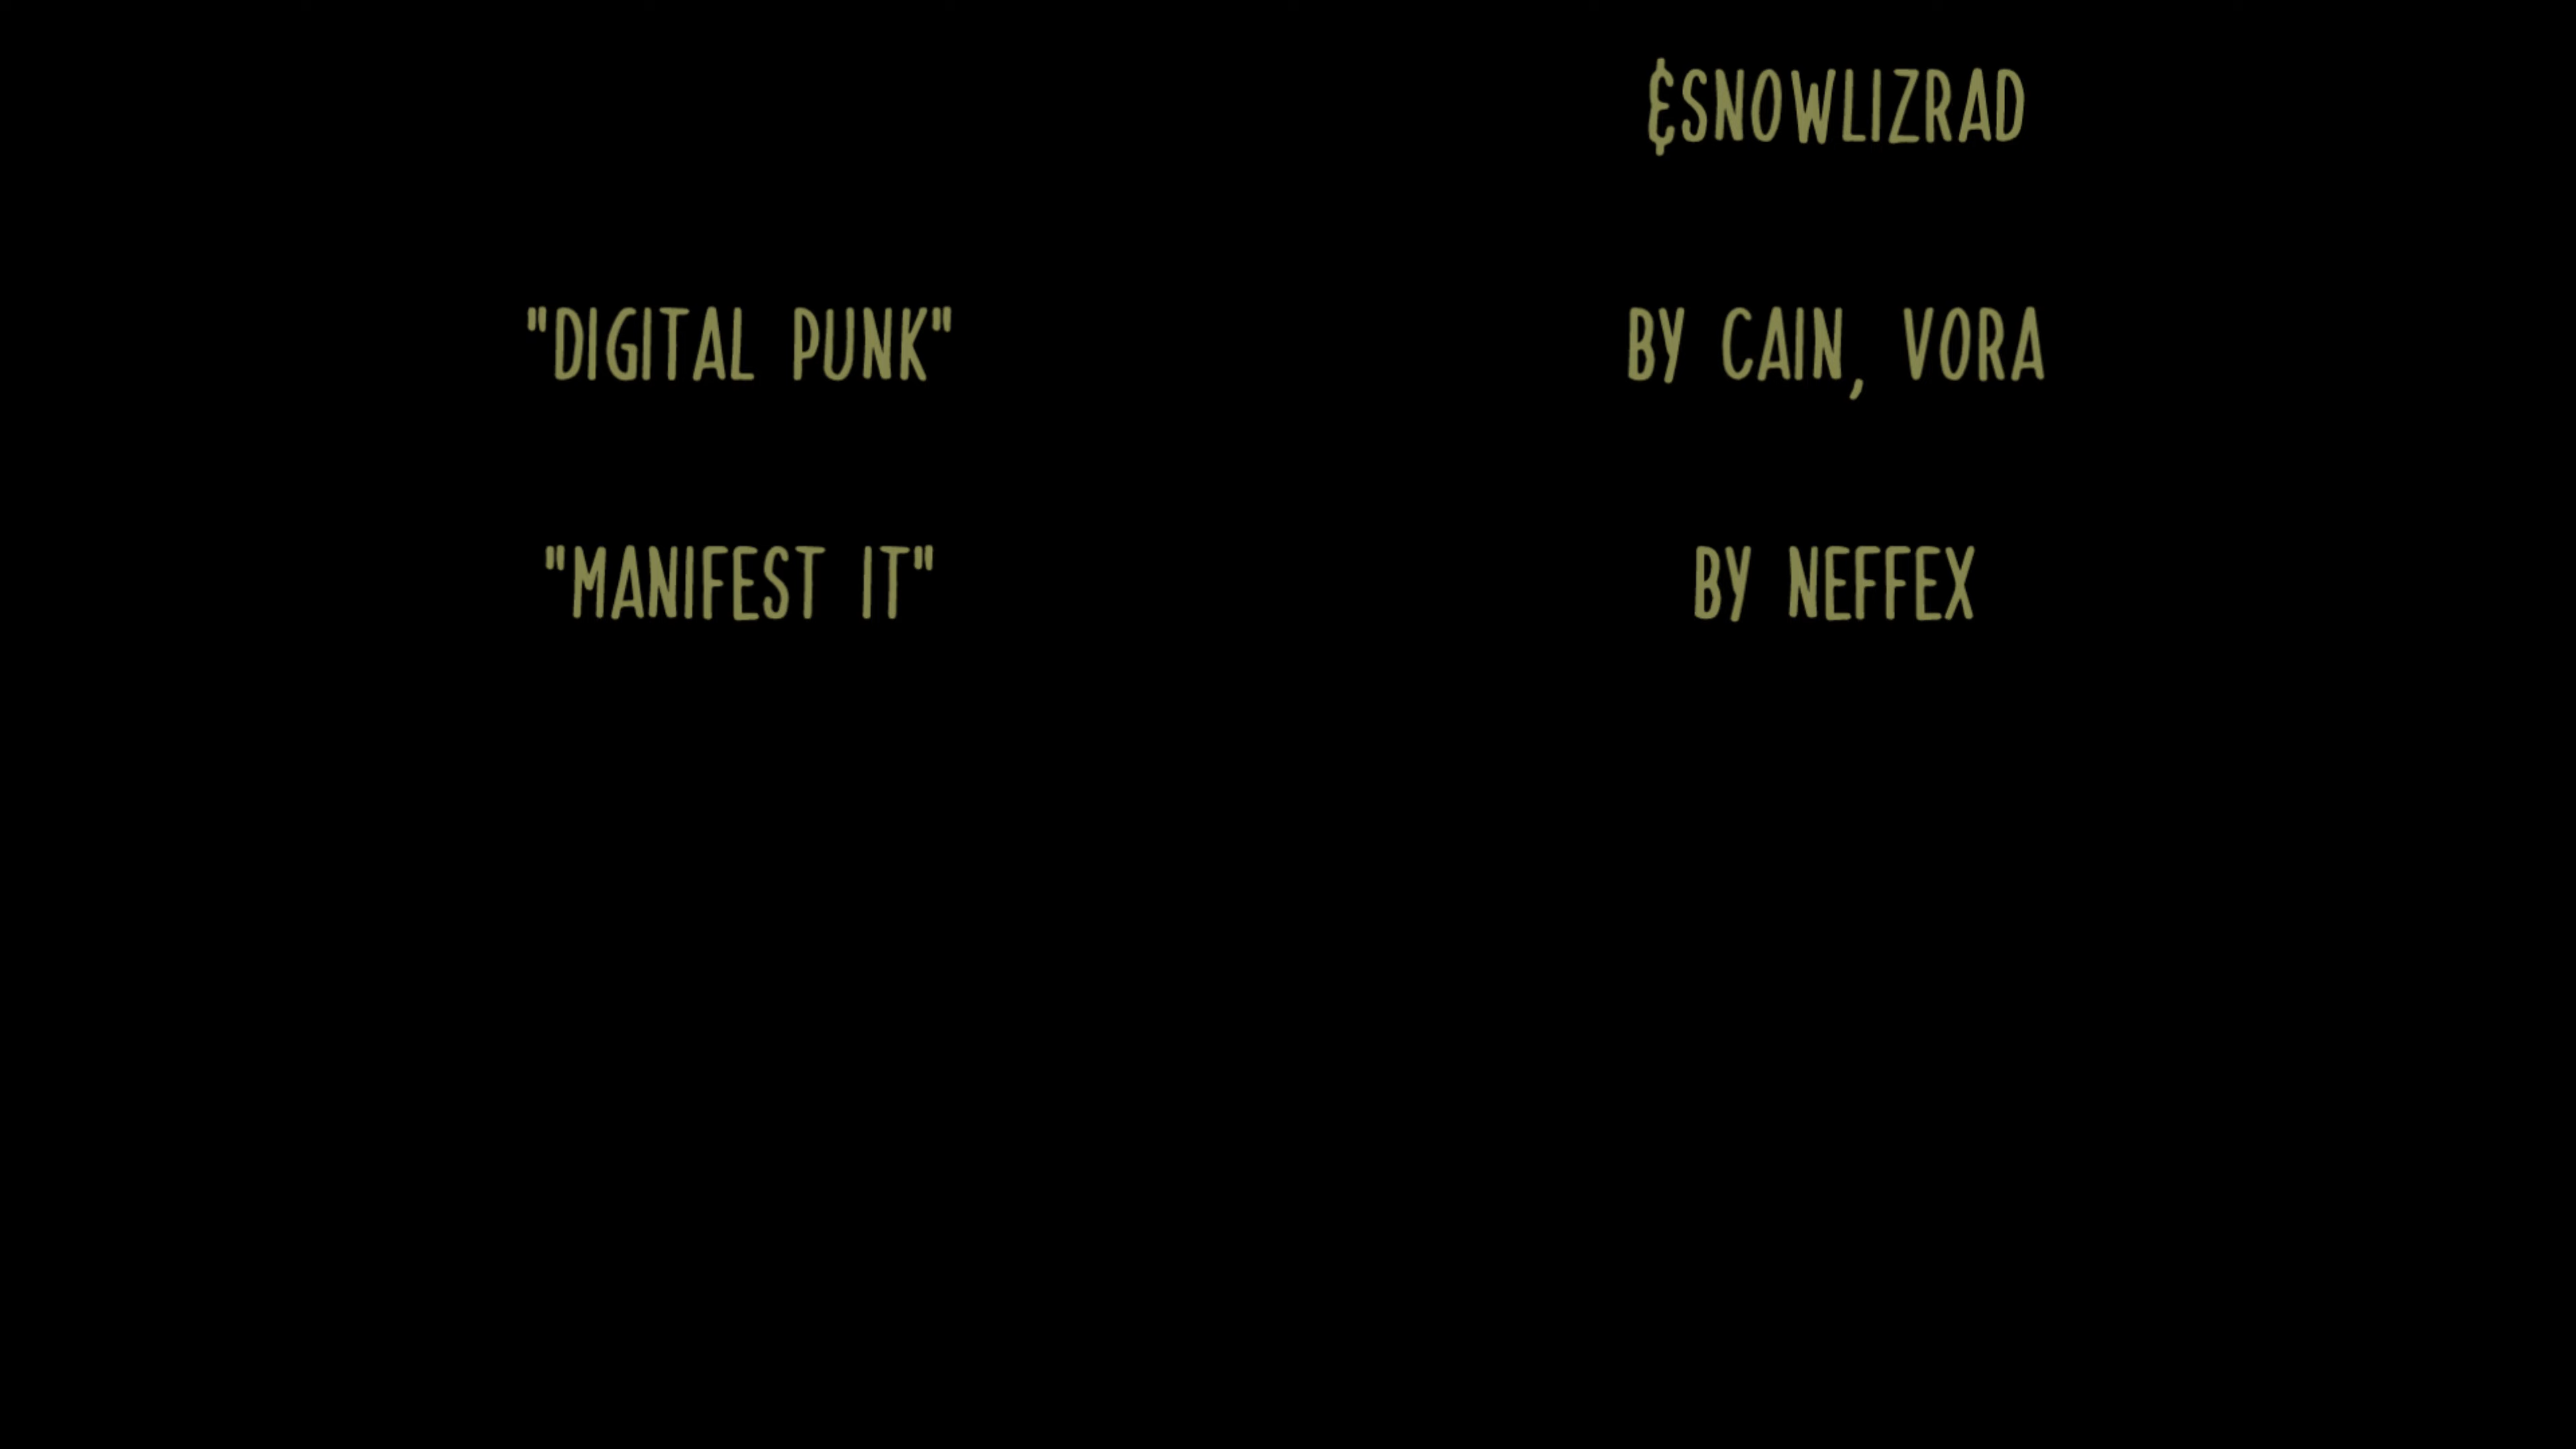 &SNOWLIZRAD
"DIGITAL PUNK" BY CAIN, VORA
"MANIFEST IT" BY NEFFEX